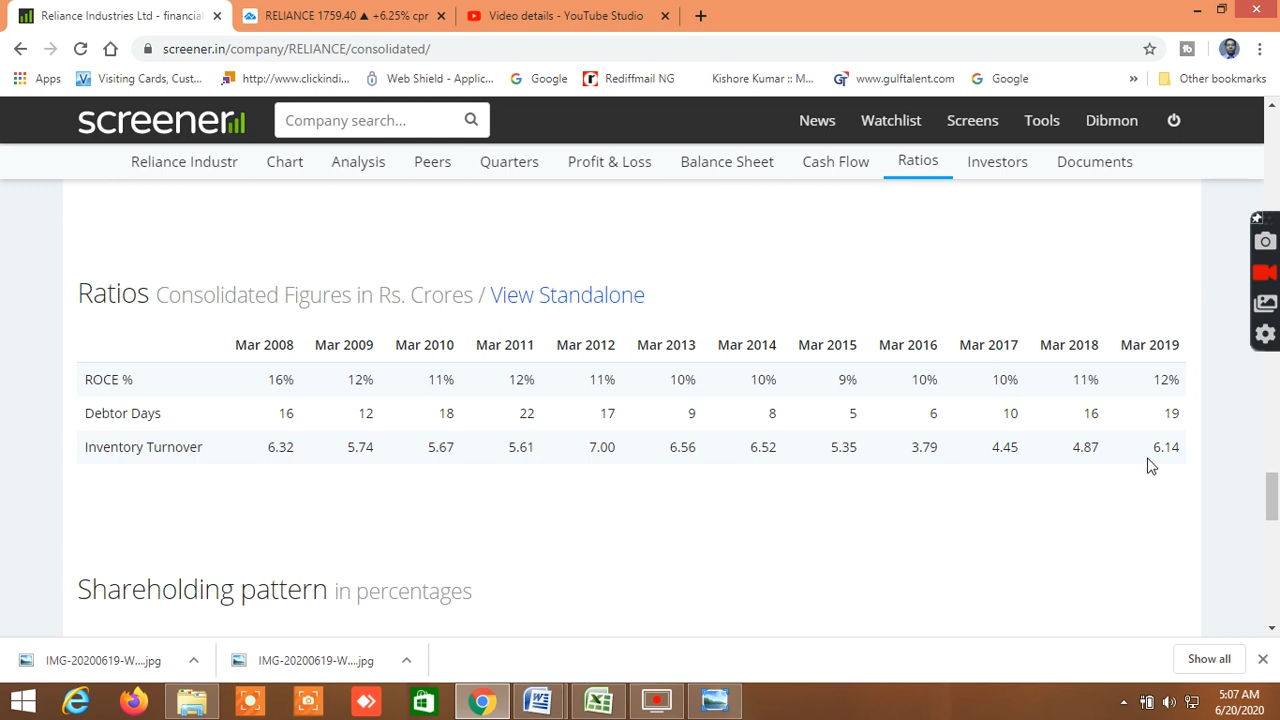 Reliance Industries Ltd - financial
RELIANCE 1759.40 ▲ +6.25% cpr
Video details - YouTube Studio
screener.in/company/RELIANCE/consolidated/
Apps
Visiting Cards, Cust...
http://www.clickindi...
Web Shield - Applic...
Google
Rediffmail NG
Kishore Kumar :: M...
www.gulftalent.com
Google
»
Other bookmarks
screener
Company search...
News Watchlist Screens Tools Dibmon
Reliance Industr Chart Analysis Peers Quarters Profit & Loss Balance Sheet Cash Flow Ratios Investors Documents
Ratios Consolidated Figures in Rs. Crores / View Standalone
Mar 2008 Mar 2009 Mar 2010 Mar 2011 Mar 2012 Mar 2013 Mar 2014 Mar 2015 Mar 2016 Mar 2017 Mar 2018 Mar 2019
ROCE % 16% 12% 11% 12% 11% 10% 10% 9% 10% 10% 11% 12%
Debtor Days 16 12 18 22 17 9 8 5 6 10 16 19
Inventory Turnover 6.32 5.74 5.67 5.61 7.00 6.56 6.52 5.35 3.79 4.45 4.87 6.14
Shareholding pattern in percentages
IMG-20200619-W....jpg
IMG-20200619-W....jpg
Show all
5:07 AM
6/20/2020